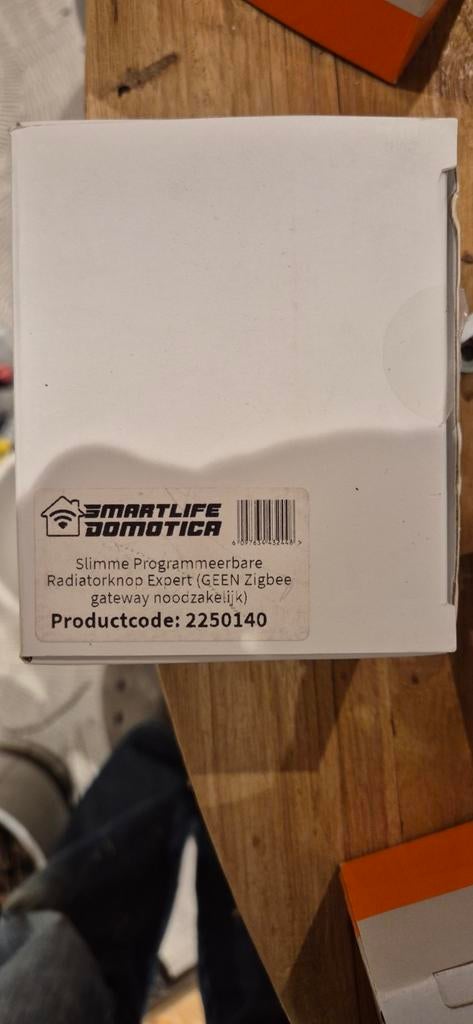 SMARTLIFE
DOMOTICA
Slimme Programmeerbare
Radiatorknop Expert (GEEN Zigbee
gateway noodzakelijk)
Productcode: 2250140